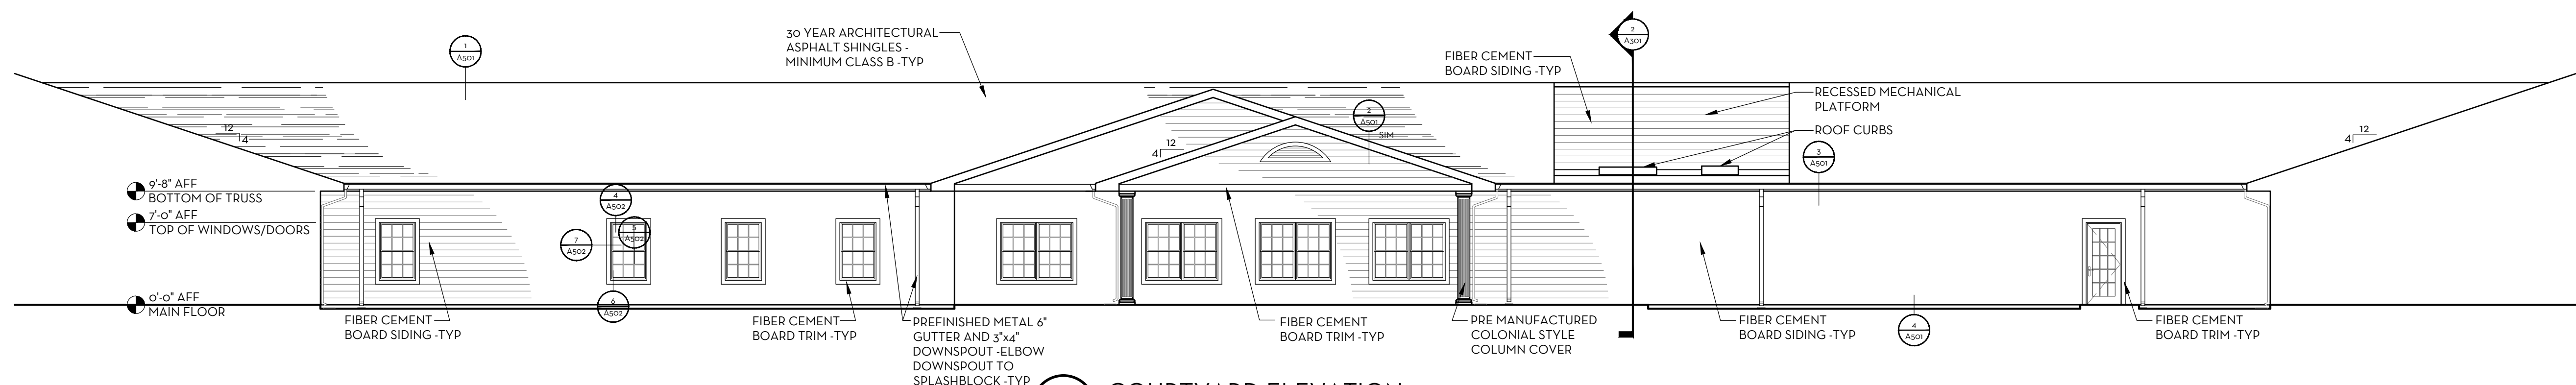 1
A501
30 YEAR ARCHITECTURAL
ASPHALT SHINGLES -
MINIMUM CLASS B -TYP
2
A301
FIBER CEMENT
BOARD SIDING -TYP
RECESSED MECHANICAL
PLATFORM
ROOF CURBS
2
A501
SIM
3
A501
12
4
12
4
12
4
9'-8" AFF
BOTTOM OF TRUSS
7'-0" AFF
TOP OF WINDOWS/DOORS
0'-0" AFF
MAIN FLOOR
4
A502
5
A502
7
A502
6
A502
FIBER CEMENT
BOARD SIDING -TYP
FIBER CEMENT
BOARD TRIM -TYP
PREFINISHED METAL 6"
GUTTER AND 3"x4"
DOWNSPOUT -ELBOW
DOWNSPOUT TO
SPLASHBLOCK -TYP
FIBER CEMENT
BOARD TRIM -TYP
PRE MANUFACTURED
COLONIAL STYLE
COLUMN COVER
FIBER CEMENT
BOARD SIDING -TYP
4
A501
FIBER CEMENT
BOARD TRIM -TYP
COURTYARD ELEVATION